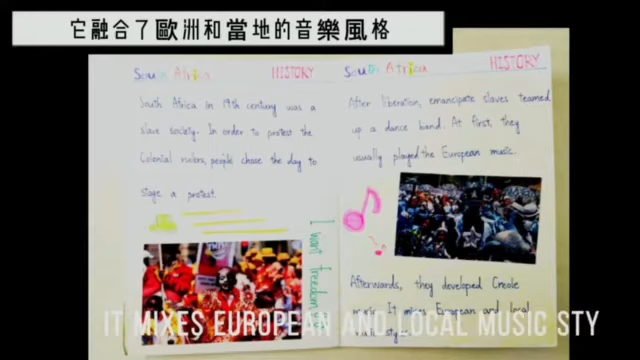 它融合了歐洲和當地的音樂風格
South Africa HISTORY
South Africa in 19th century was a
slave society. In order to protest the
Colonial rulers, people chose the day to
stage a protest.
I want freedom
South Africa HISTORY
After liberation, emancipate slaves teamed
up a dance band. At first, they
usually played the European music.
Afterwards, they developed Creole
music. It mixes European and local
IT MIXES EUROPEAN AND LOCAL MUSIC STY